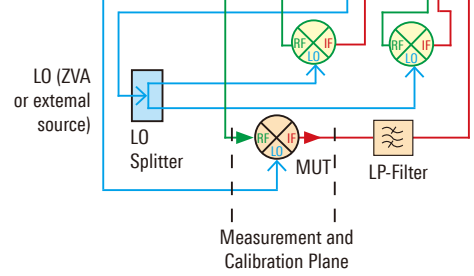 RF IF
LO
RF IF
LO
LO (ZVA
or external
source)
LO
Splitter
RF IF
LO
MUT
LP-Filter
Measurement and
Calibration Plane